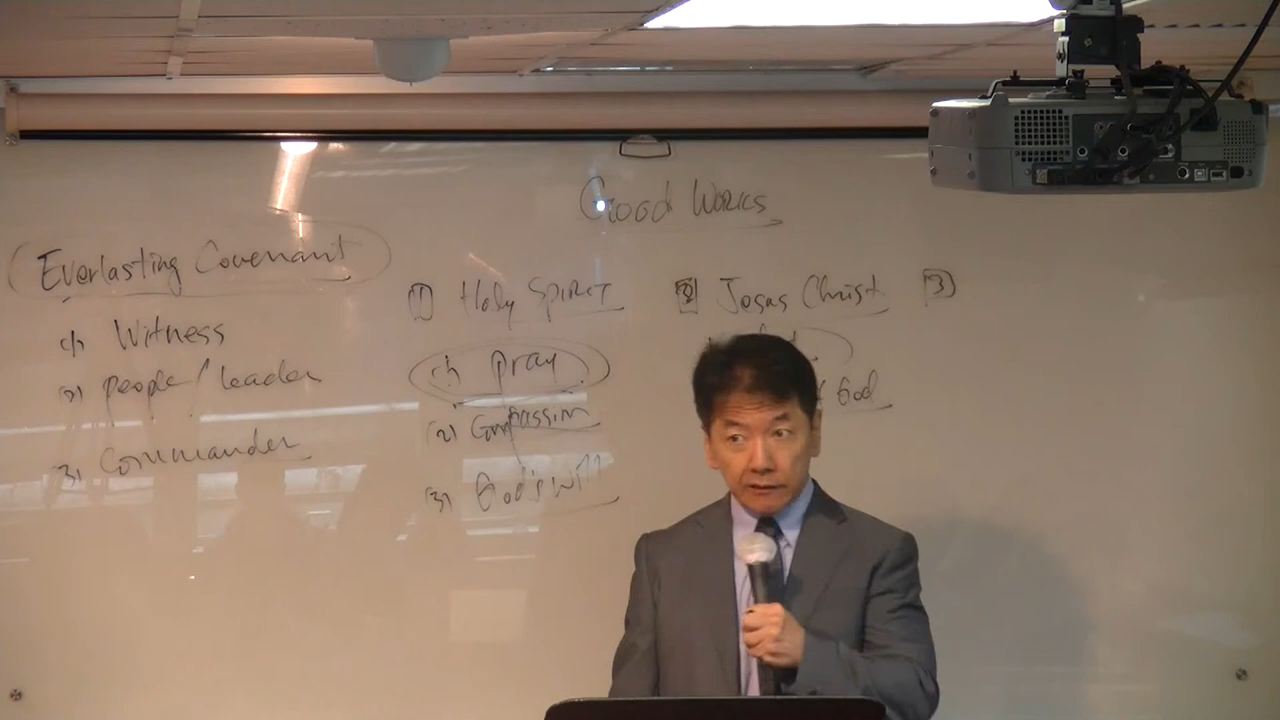 Good Works
Everlasting Covenant
(1) Witness
(2) people / leader
(3) Commander
[1] Holy SPIRIT
(1) pray
(2) Compassion
(3) God's will
[2] Jesus Christ
God
[3]